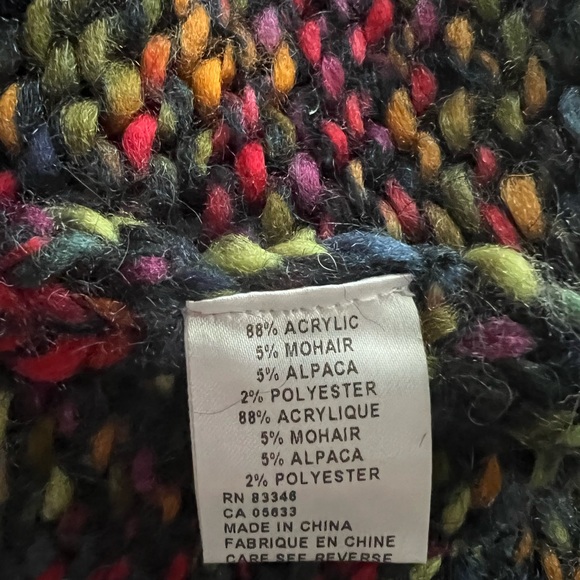 88% ACRYLIC
5% MOHAIR
5% ALPACA
2% POLYESTER
88% ACRYLIQUE
5% MOHAIR
5% ALPACA
2% POLYESTER
RN 83346
CA 05633
MADE IN CHINA
FABRIQUE EN CHINE
CARE SEE REVERSE